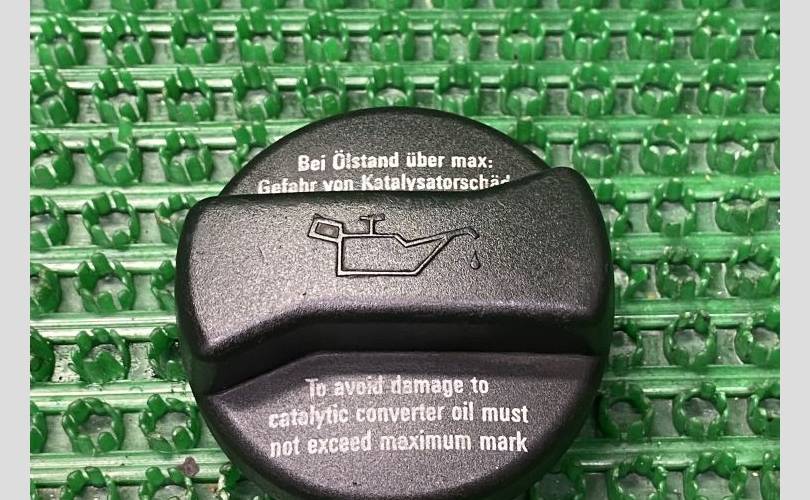 Bei Ölstand über max:
Gefahr von Katalysatorschäd
To avoid damage to
catalytic converter oil must
not exceed maximum mark